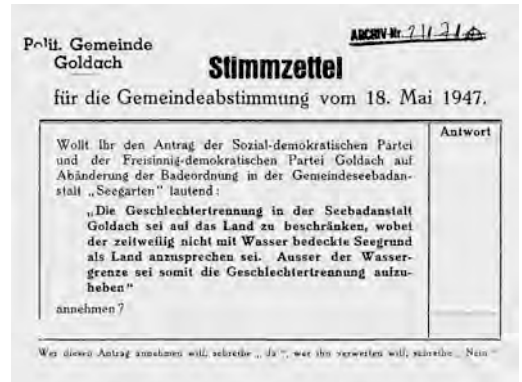 Polit. Gemeinde
Goldach
ARCHIV-Nr.
Stimmzettel
für die Gemeindeabstimmung vom 18. Mai 1947.
Antwort
Wollt Ihr den Antrag der Sozial-demokratischen Partei
und der Freisinnig-demokratischen Partei Goldach auf
Abänderung der Badeordnung in der Gemeindeseebadan-
stalt „Seegarten" lautend:
„Die Geschlechtertrennung in der Seebadanstalt
Goldach sei auf das Land zu beschränken, wobei
der zeitweilig nicht mit Wasser bedeckte Seegrund
als Land anzusprechen sei. Ausser der Wasser-
grenze sei somit die Geschlechtertrennung aufzu-
heben"
annehmen?
Wer diesen Antrag annehmen will, schreibe „Ja", wer ihn verwerfen will, schreibe „Nein"